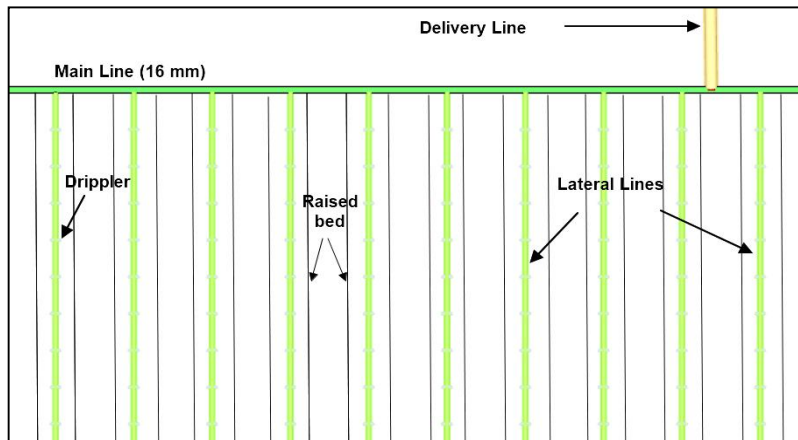 Delivery Line
Main Line (16 mm)
Drippler
Raised
bed
Lateral Lines